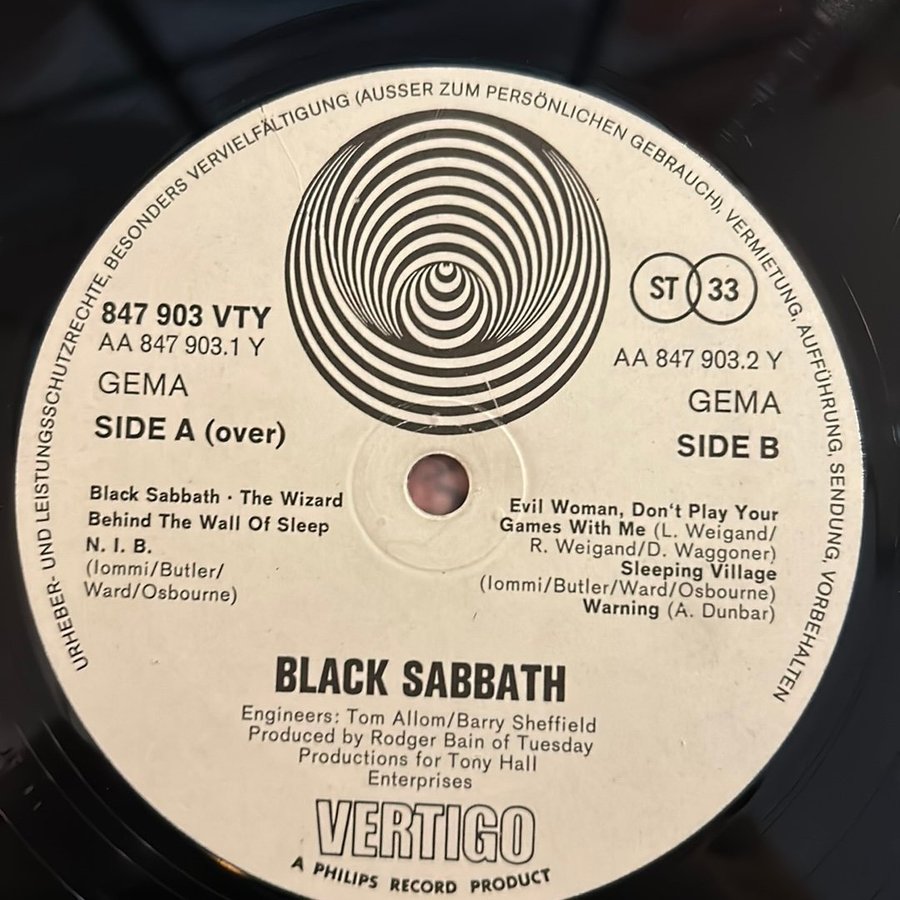 URHEBER- UND LEISTUNGSSCHUTZRECHTE, BESONDERS VERVIELFÄLTIGUNG (AUSSER ZUM PERSÖNLICHEN GEBRAUCH), VERMIETUNG, AUFFÜHRUNG, SENDUNG, VORBEHALTEN
847 903 VTY
AA 847 903.1 Y
GEMA
SIDE A (over)
Black Sabbath · The Wizard
Behind The Wall Of Sleep
N. I. B.
(Iommi/Butler/
Ward/Osbourne)
ST 33
AA 847 903.2 Y
GEMA
SIDE B
Evil Woman, Don't Play Your
Games With Me (L. Weigand/
R. Weigand/D. Waggoner)
Sleeping Village
(Iommi/Butler/Ward/Osbourne)
Warning (A. Dunbar)
BLACK SABBATH
Engineers: Tom Allom/Barry Sheffield
Produced by Rodger Bain of Tuesday
Productions for Tony Hall
Enterprises
VERTIGO
A PHILIPS RECORD PRODUCT